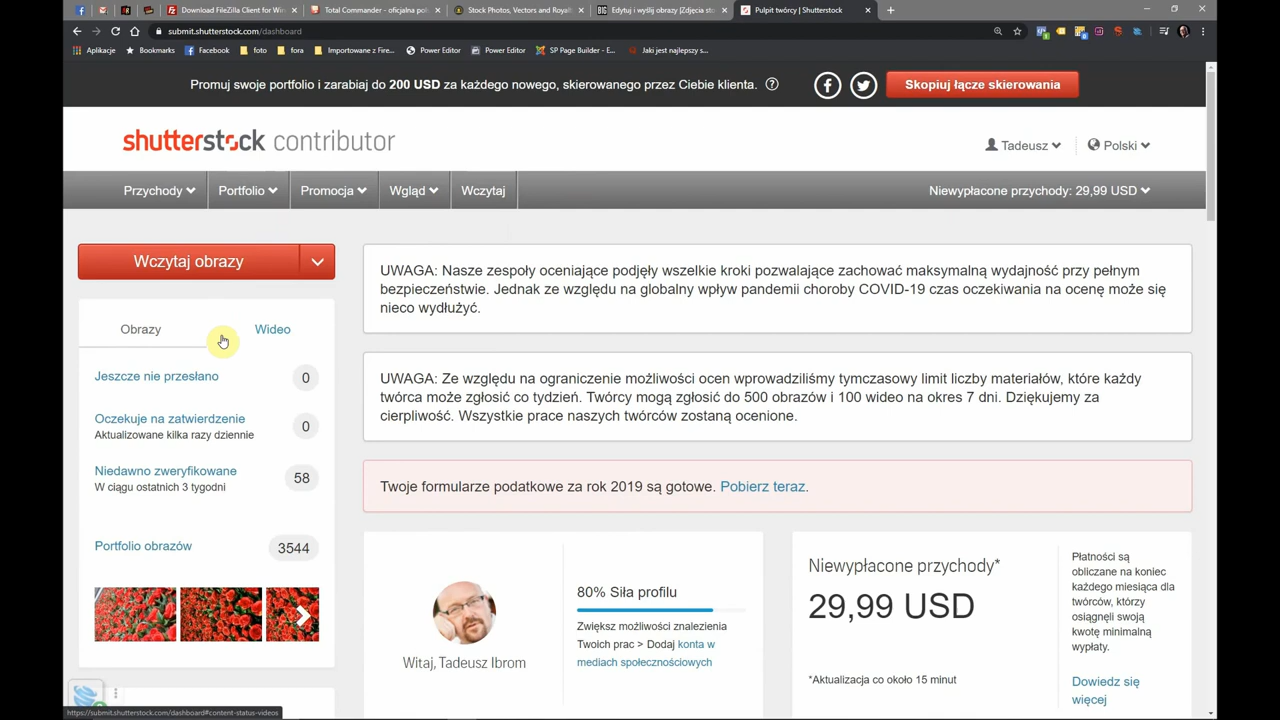 Download FileZilla Client for Win
Total Commander - oficjalna pol
Stock Photos, Vectors and Royalt
Edytuj i wyślij obrazy [Zdjęcia sto
Pulpit twórcy | Shutterstock
submit.shutterstock.com/dashboard
Aplikacje
Bookmarks
Facebook
foto
fora
Importowane z Fire...
Power Editor
Power Editor
SP Page Builder - E...
Jaki jest najlepszy s...
Promuj swoje portfolio i zarabiaj do 200 USD za każdego nowego, skierowanego przez Ciebie klienta.
Skopiuj łącze skierowania
shutterstock contributor
Tadeusz
Polski
Przychody
Portfolio
Promocja
Wgląd
Wczytaj
Niewypłacone przychody: 29,99 USD
Wczytaj obrazy
Obrazy
Wideo
Jeszcze nie przesłano
0
Oczekuje na zatwierdzenie
0
Aktualizowane kilka razy dziennie
Niedawno zweryfikowane
58
W ciągu ostatnich 3 tygodni
Portfolio obrazów
3544
UWAGA: Nasze zespoły oceniające podjęły wszelkie kroki pozwalające zachować maksymalną wydajność przy pełnym
bezpieczeństwie. Jednak ze względu na globalny wpływ pandemii choroby COVID-19 czas oczekiwania na ocenę może się
nieco wydłużyć.
UWAGA: Ze względu na ograniczenie możliwości ocen wprowadziliśmy tymczasowy limit liczby materiałów, które każdy
twórca może zgłosić co tydzień. Twórcy mogą zgłosić do 500 obrazów i 100 wideo na okres 7 dni. Dziękujemy za
cierpliwość. Wszystkie prace naszych twórców zostaną ocenione.
Twoje formularze podatkowe za rok 2019 są gotowe. Pobierz teraz.
Witaj, Tadeusz Ibrom
80% Siła profilu
Zwiększ możliwości znalezienia
Twoich prac > Dodaj konta w
mediach społecznościowych
Niewypłacone przychody*
29,99 USD
*Aktualizacja co około 15 minut
Płatności są
obliczane na koniec
każdego miesiąca dla
twórców, którzy
osiągnęli swoją
kwotę minimalną
wypłaty.
Dowiedz się
więcej
https://submit.shutterstock.com/dashboard#content-status-videos